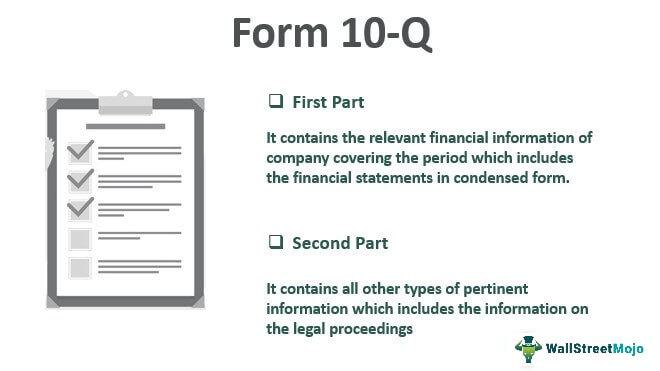 Form 10-Q
❑ First Part
It contains the relevant financial information of
company covering the period which includes
the financial statements in condensed form.
❑ Second Part
It contains all other types of pertinent
information which includes the information on
the legal proceedings
WallStreetMojo